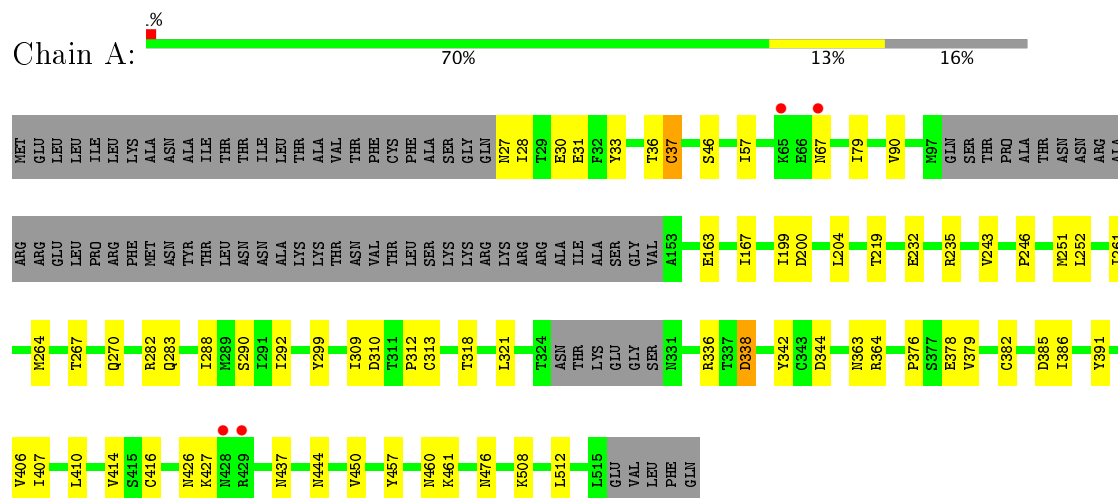 .%
Chain A:
70% 13% 16%
MET GLU LEU LEU ILE LEU LYS ALA ASN ALA ILE THR THR ILE LEU THR ALA VAL THR PHE CYS PHE ALA SER GLY GLN N27 I28 T29 E30 E31 F32 Y33 T36 C37 S46 I57 K65 E66 N67 I79 V90 M97 GLN SER THR PRO ALA THR ASN ASN ARG ALA
ARG ARG GLU LEU PRO ARG PHE MET ASN TYR THR LEU ASN ASN ALA LYS LYS THR ASN VAL THR LEU SER LYS LYS ARG LYS ARG ARG ALA ILE ALA SER GLY VAL A153 E163 I167 I199 D200 L204 T219 E232 R235 V243 P246 M251 L252 I261
M264 T267 Q270 R282 Q283 I288 M289 S290 I291 I292 Y299 I309 D310 T311 P312 C313 T318 L321 T324 ASN THR LYS GLY GLY SER N331 R336 T337 D338 Y342 C343 D344 N363 R364 P376 S377 E378 V379 C382 D385 I386 Y391
V406 I407 L410 V414 S415 C416 N426 K427 N428 R429 N437 N444 V450 Y457 N460 K461 N476 K508 L512 L515 GLU VAL LEU PHE GLN